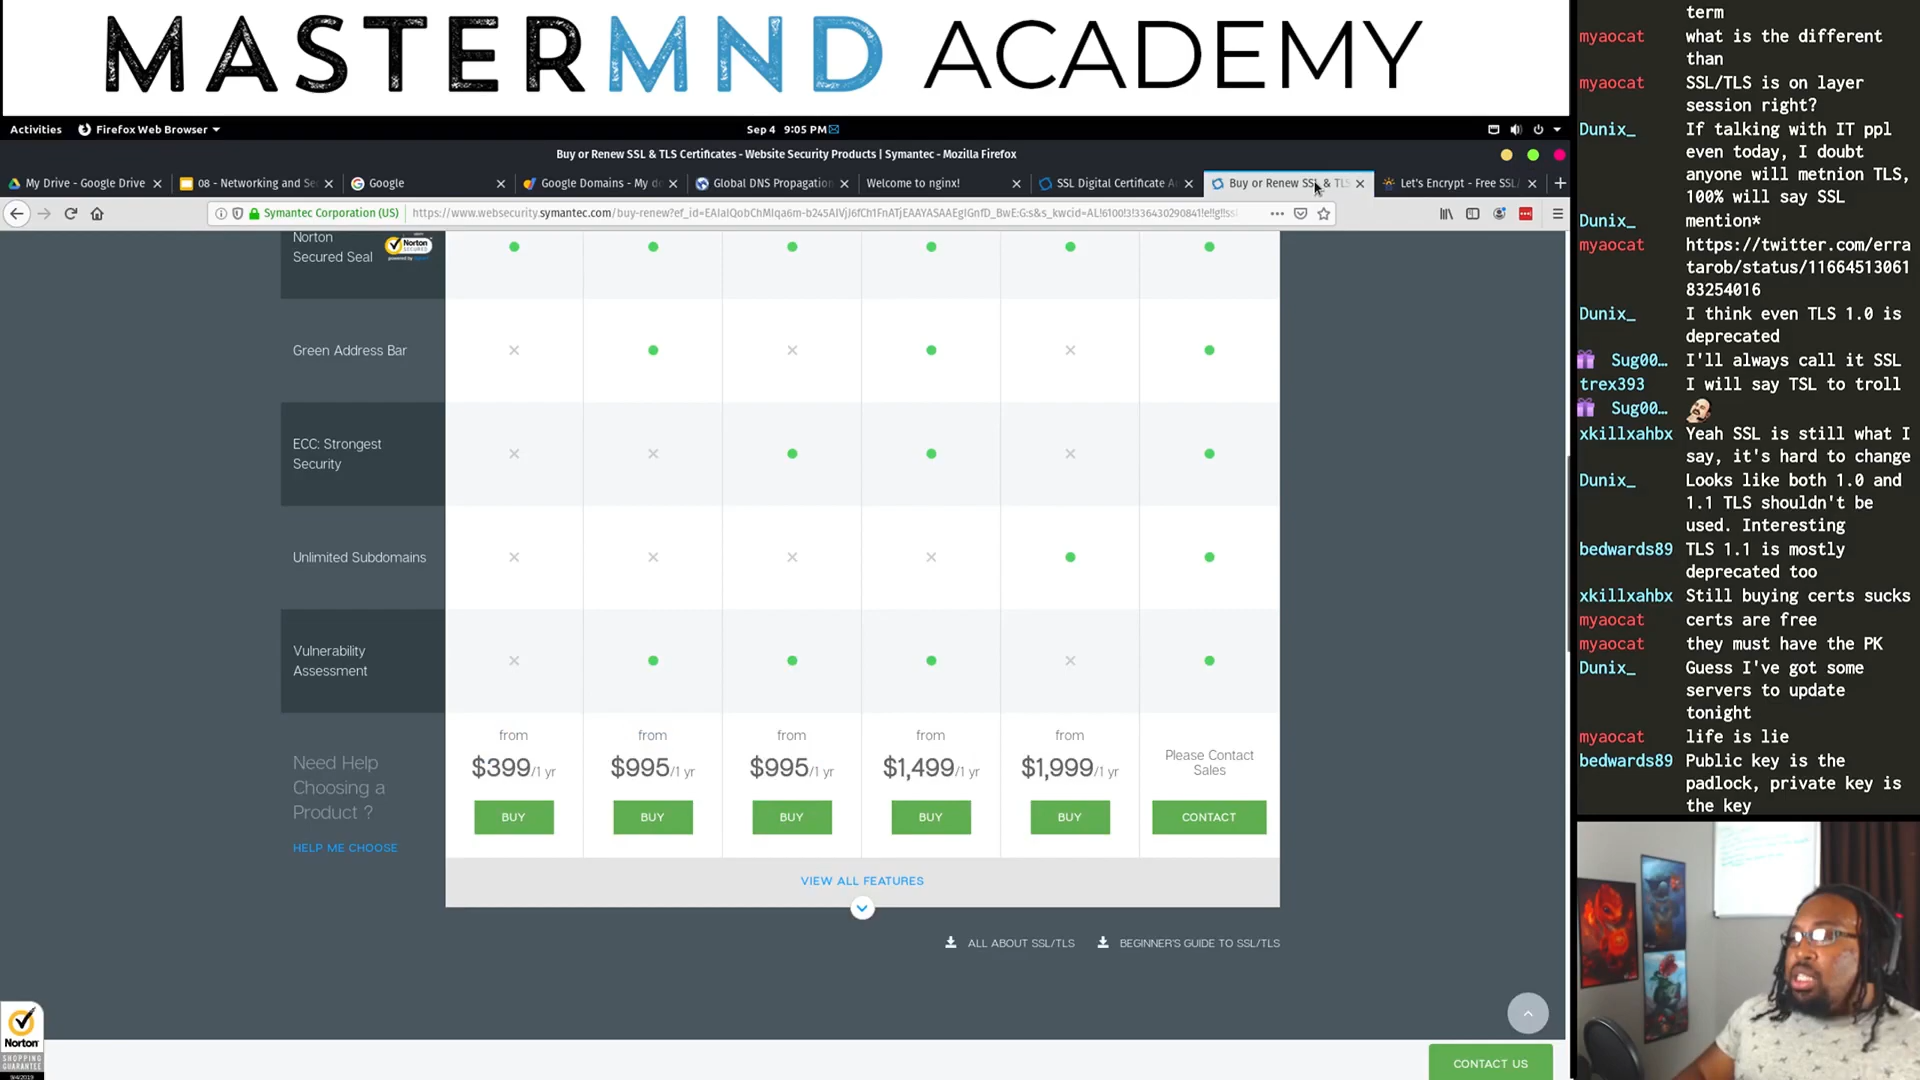 MASTERMND ACADEMY
Activities
Firefox Web Browser
Sep 4 9:05 PM
Buy or Renew SSL & TLS Certificates - Website Security Products | Symantec - Mozilla Firefox
My Drive - Google Drive
08 - Networking and Se
Google
Google Domains - My d
Global DNS Propagation
Welcome to nginx!
SSL Digital Certificate A
Buy or Renew SSL & TLS
Let's Encrypt - Free SSL/
Symantec Corporation (US)
https://www.websecurity.symantec.com/buy-renew?ef_id=EAIaIQobChMIqa6m-b245AIVjJ6fCh1FnATjEAAYASAAEgIGnfD_BwE:G:s&s_kwcid=AL!6100!3!336430290841!e!!g!!ssl
Norton
Secured Seal
Green Address Bar
ECC: Strongest
Security
Unlimited Subdomains
Vulnerability
Assessment
Need Help
Choosing a
Product ?
HELP ME CHOOSE
from
$399/1 yr
BUY
from
$995/1 yr
BUY
from
$995/1 yr
BUY
from
$1,499/1 yr
BUY
from
$1,999/1 yr
BUY
Please Contact
Sales
CONTACT
VIEW ALL FEATURES
ALL ABOUT SSL/TLS
BEGINNER'S GUIDE TO SSL/TLS
Norton
SHOPPING
GUARANTEE
9/4/2019
CONTACT US
term
myaocat what is the different
than
myaocat SSL/TLS is on layer
session right?
Dunix_ If talking with IT ppl
even today, I doubt
anyone will metnion TLS,
100% will say SSL
Dunix_ mention*
myaocat https://twitter.com/erra
tarob/status/11664513061
83254016
Dunix_ I think even TLS 1.0 is
deprecated
Sug00… I'll always call it SSL
trex393 I will say TSL to troll
Sug00…
xkillxahbx Yeah SSL is still what I
say, it's hard to change
Dunix_ Looks like both 1.0 and
1.1 TLS shouldn't be
used. Interesting
bedwards89 TLS 1.1 is mostly
deprecated too
xkillxahbx Still buying certs sucks
myaocat certs are free
myaocat they must have the PK
Dunix_ Guess I've got some
servers to update
tonight
myaocat life is lie
bedwards89 Public key is the
padlock, private key is
the key